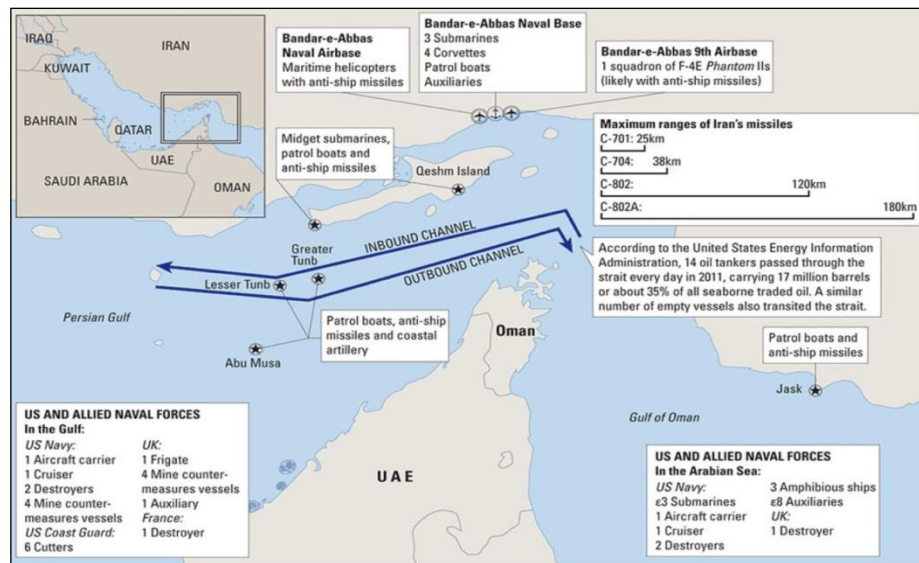 IRAQ
IRAN
KUWAIT
BAHRAIN
QATAR
UAE
SAUDI ARABIA
OMAN
Bandar-e-Abbas
Naval Airbase
Maritime helicopters
with anti-ship missiles
Bandar-e-Abbas Naval Base
3 Submarines
4 Corvettes
Patrol boats
Auxiliaries
Bandar-e-Abbas 9th Airbase
1 squadron of F-4E Phantom IIs
(likely with anti-ship missiles)
Midget submarines,
patrol boats and
anti-ship missiles
Qeshm Island
Maximum ranges of Iran's missiles
C-701: 25km
C-704: 38km
C-802: 120km
C-802A: 180km
INBOUND CHANNEL
OUTBOUND CHANNEL
Greater
Tunb
Lesser Tunb
According to the United States Energy Information
Administration, 14 oil tankers passed through the
strait every day in 2011, carrying 17 million barrels
or about 35% of all seaborne traded oil. A similar
number of empty vessels also transited the strait.
Persian Gulf
Patrol boats, anti-ship
missiles and coastal
artillery
Abu Musa
Oman
Patrol boats and
anti-ship missiles
Jask
Gulf of Oman
UAE
US AND ALLIED NAVAL FORCES
In the Gulf:
US Navy:
1 Aircraft carrier
1 Cruiser
2 Destroyers
4 Mine counter-
measures vessels
US Coast Guard:
6 Cutters
UK:
1 Frigate
4 Mine counter-
measures vessels
1 Auxiliary
France:
1 Destroyer
US AND ALLIED NAVAL FORCES
In the Arabian Sea:
US Navy:
ε3 Submarines
1 Aircraft carrier
1 Cruiser
2 Destroyers
3 Amphibious ships
ε8 Auxiliaries
UK:
1 Destroyer